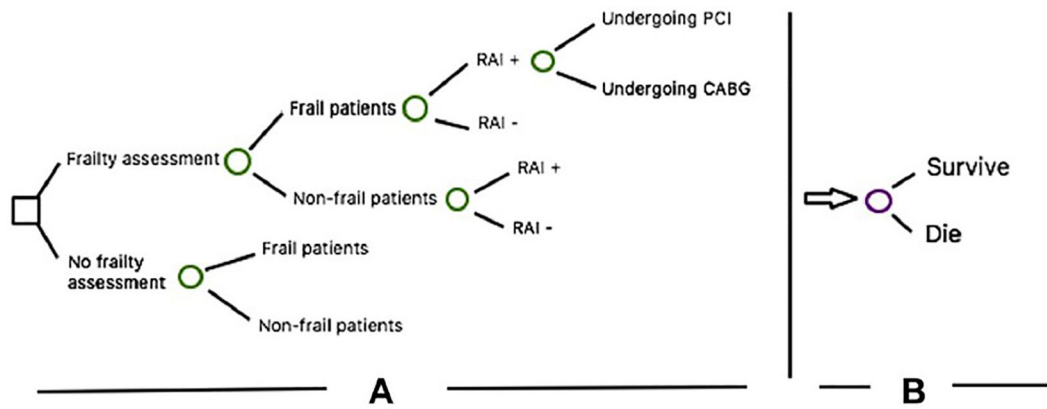 Undergoing PCI
RAI +
Undergoing CABG
Frail patients
RAI -
Frailty assessment
RAI +
Non-frail patients
RAI -
No frailty
assessment
Frail patients
Non-frail patients
A
Survive
Die
B